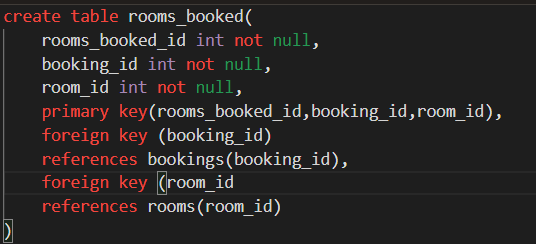 create table rooms_booked(
    rooms_booked_id int not null,
    booking_id int not null,
    room_id int not null,
    primary key(rooms_booked_id,booking_id,room_id),
    foreign key (booking_id)
    references bookings(booking_id),
    foreign key (room_id
    references rooms(room_id)
)